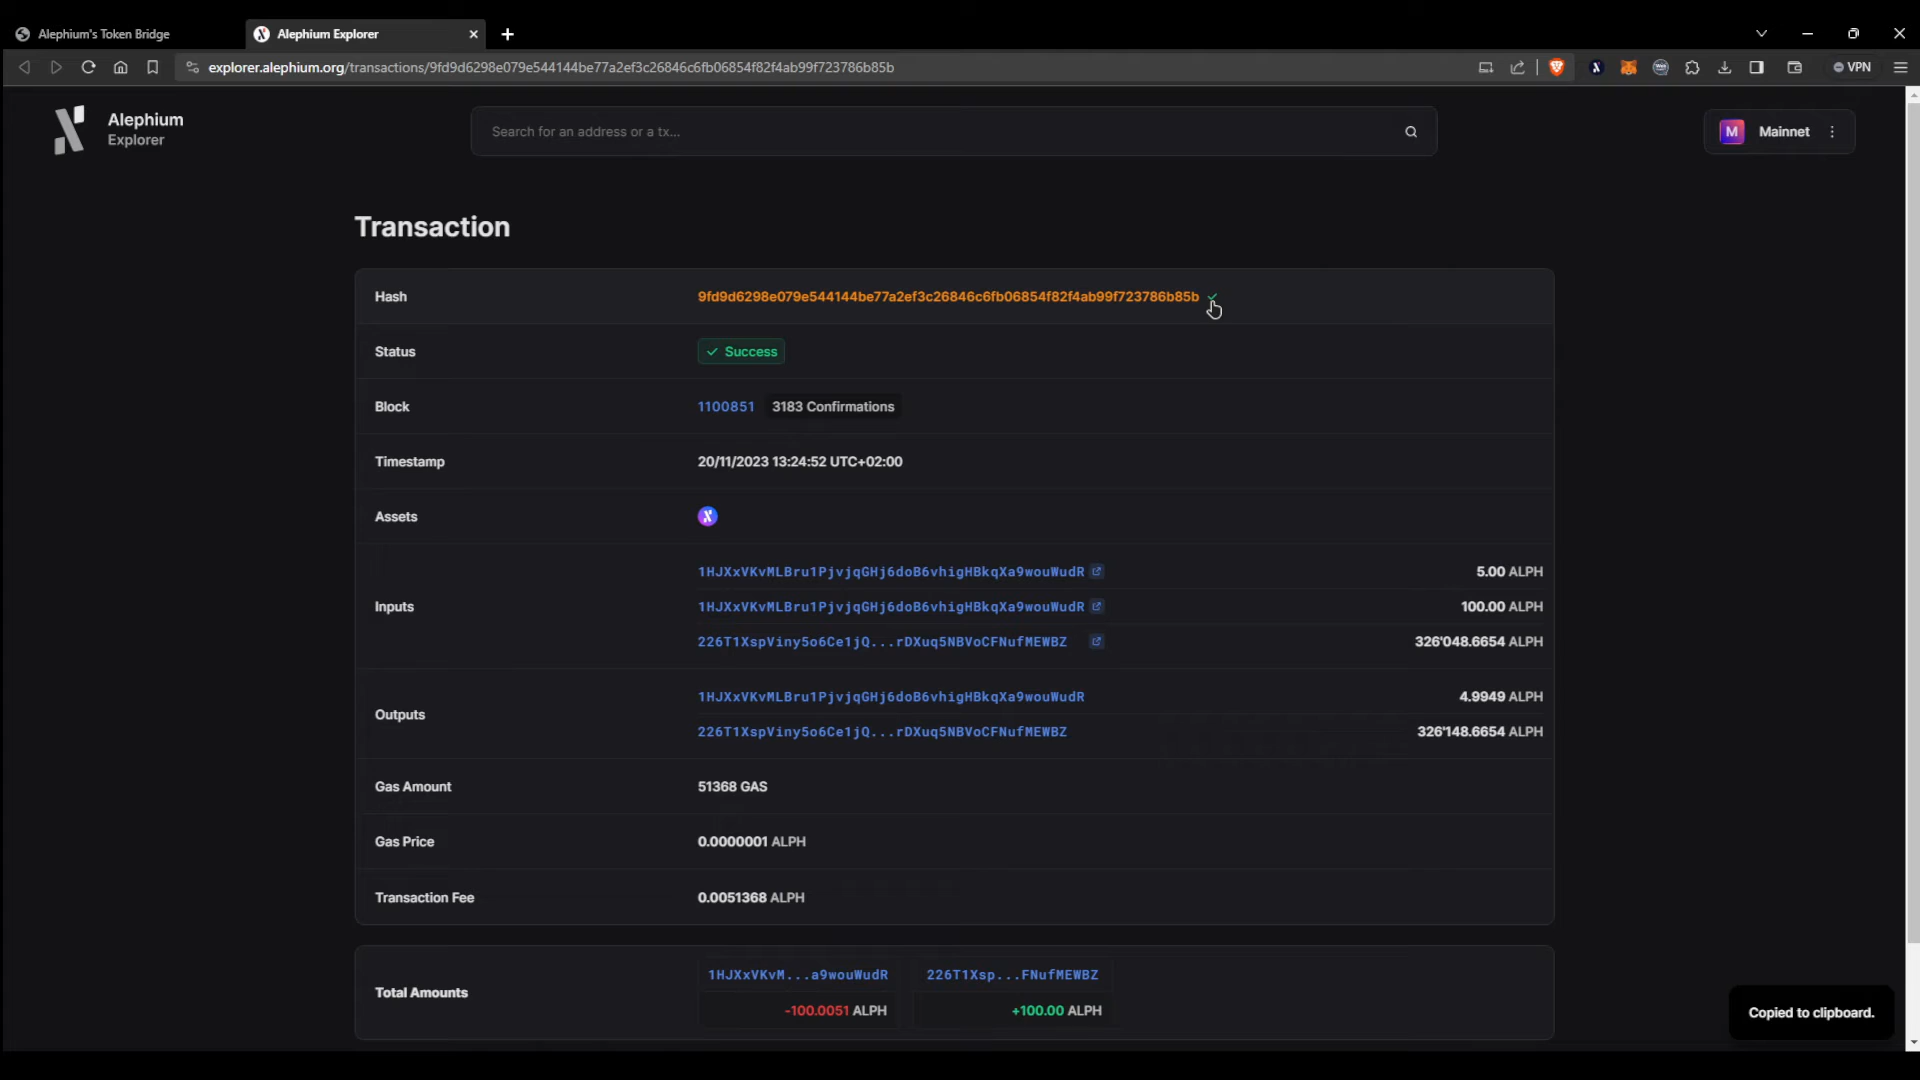 Alephium's Token Bridge
Alephium Explorer
explorer.alephium.org/transactions/9fd9d6298e079e544144be77a2ef3c26846c6fb06854f82f4ab99f723786b85b
VPN
Alephium
Explorer
Search for an address or a tx...
M Mainnet
Transaction
Hash 9fd9d6298e079e544144be77a2ef3c26846c6fb06854f82f4ab99f723786b85b
Status Success
Block 1100851 3183 Confirmations
Timestamp 20/11/2023 13:24:52 UTC+02:00
Assets
1HJXxVKvMLBru1PjvjqGHj6doB6vhigHBkqXa9wouWudR 5.00 ALPH
Inputs 1HJXxVKvMLBru1PjvjqGHj6doB6vhigHBkqXa9wouWudR 100.00 ALPH
226T1XspViny5o6Ce1jQ...rDXuq5NBVoCFNufMEWBZ 326'048.6654 ALPH
1HJXxVKvMLBru1PjvjqGHj6doB6vhigHBkqXa9wouWudR 4.9949 ALPH
Outputs
226T1XspViny5o6Ce1jQ...rDXuq5NBVoCFNufMEWBZ 326'148.6654 ALPH
Gas Amount 51368 GAS
Gas Price 0.0000001 ALPH
Transaction Fee 0.0051368 ALPH
1HJXxVKvM...a9wouWudR 226T1Xsp...FNufMEWBZ
Total Amounts
-100.0051 ALPH +100.00 ALPH
Copied to clipboard.